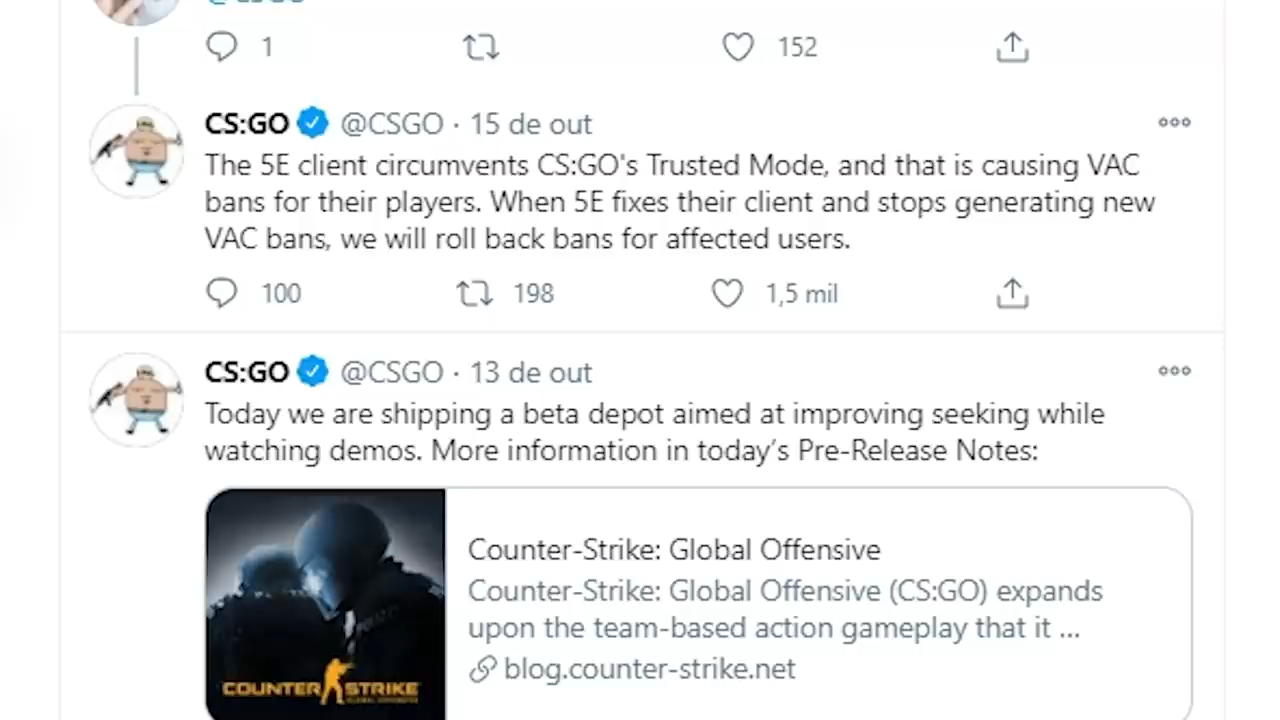 @CSGO
1
152
CS:GO @CSGO · 15 de out
The 5E client circumvents CS:GO's Trusted Mode, and that is causing VAC
bans for their players. When 5E fixes their client and stops generating new
VAC bans, we will roll back bans for affected users.
100
198
1,5 mil
CS:GO @CSGO · 13 de out
Today we are shipping a beta depot aimed at improving seeking while
watching demos. More information in today’s Pre-Release Notes:
Counter-Strike: Global Offensive
Counter-Strike: Global Offensive (CS:GO) expands
upon the team-based action gameplay that it ...
blog.counter-strike.net
COUNTER STRIKE
GLOBAL OFFENSIVE